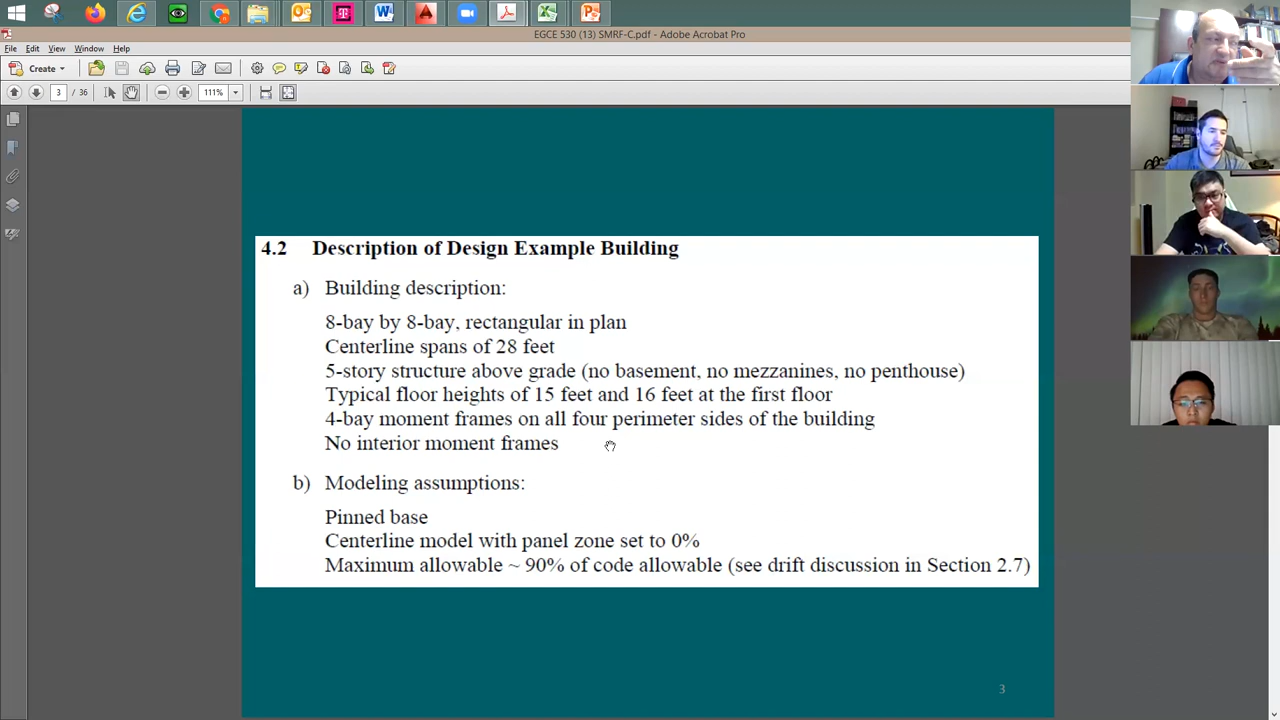 EGCE 530 (13) SMRF-C.pdf - Adobe Acrobat Pro
File Edit View Window Help
Create
3 / 36 111%
4.2 Description of Design Example Building
a) Building description:
8-bay by 8-bay, rectangular in plan
Centerline spans of 28 feet
5-story structure above grade (no basement, no mezzanines, no penthouse)
Typical floor heights of 15 feet and 16 feet at the first floor
4-bay moment frames on all four perimeter sides of the building
No interior moment frames
b) Modeling assumptions:
Pinned base
Centerline model with panel zone set to 0%
Maximum allowable ~ 90% of code allowable (see drift discussion in Section 2.7)
3